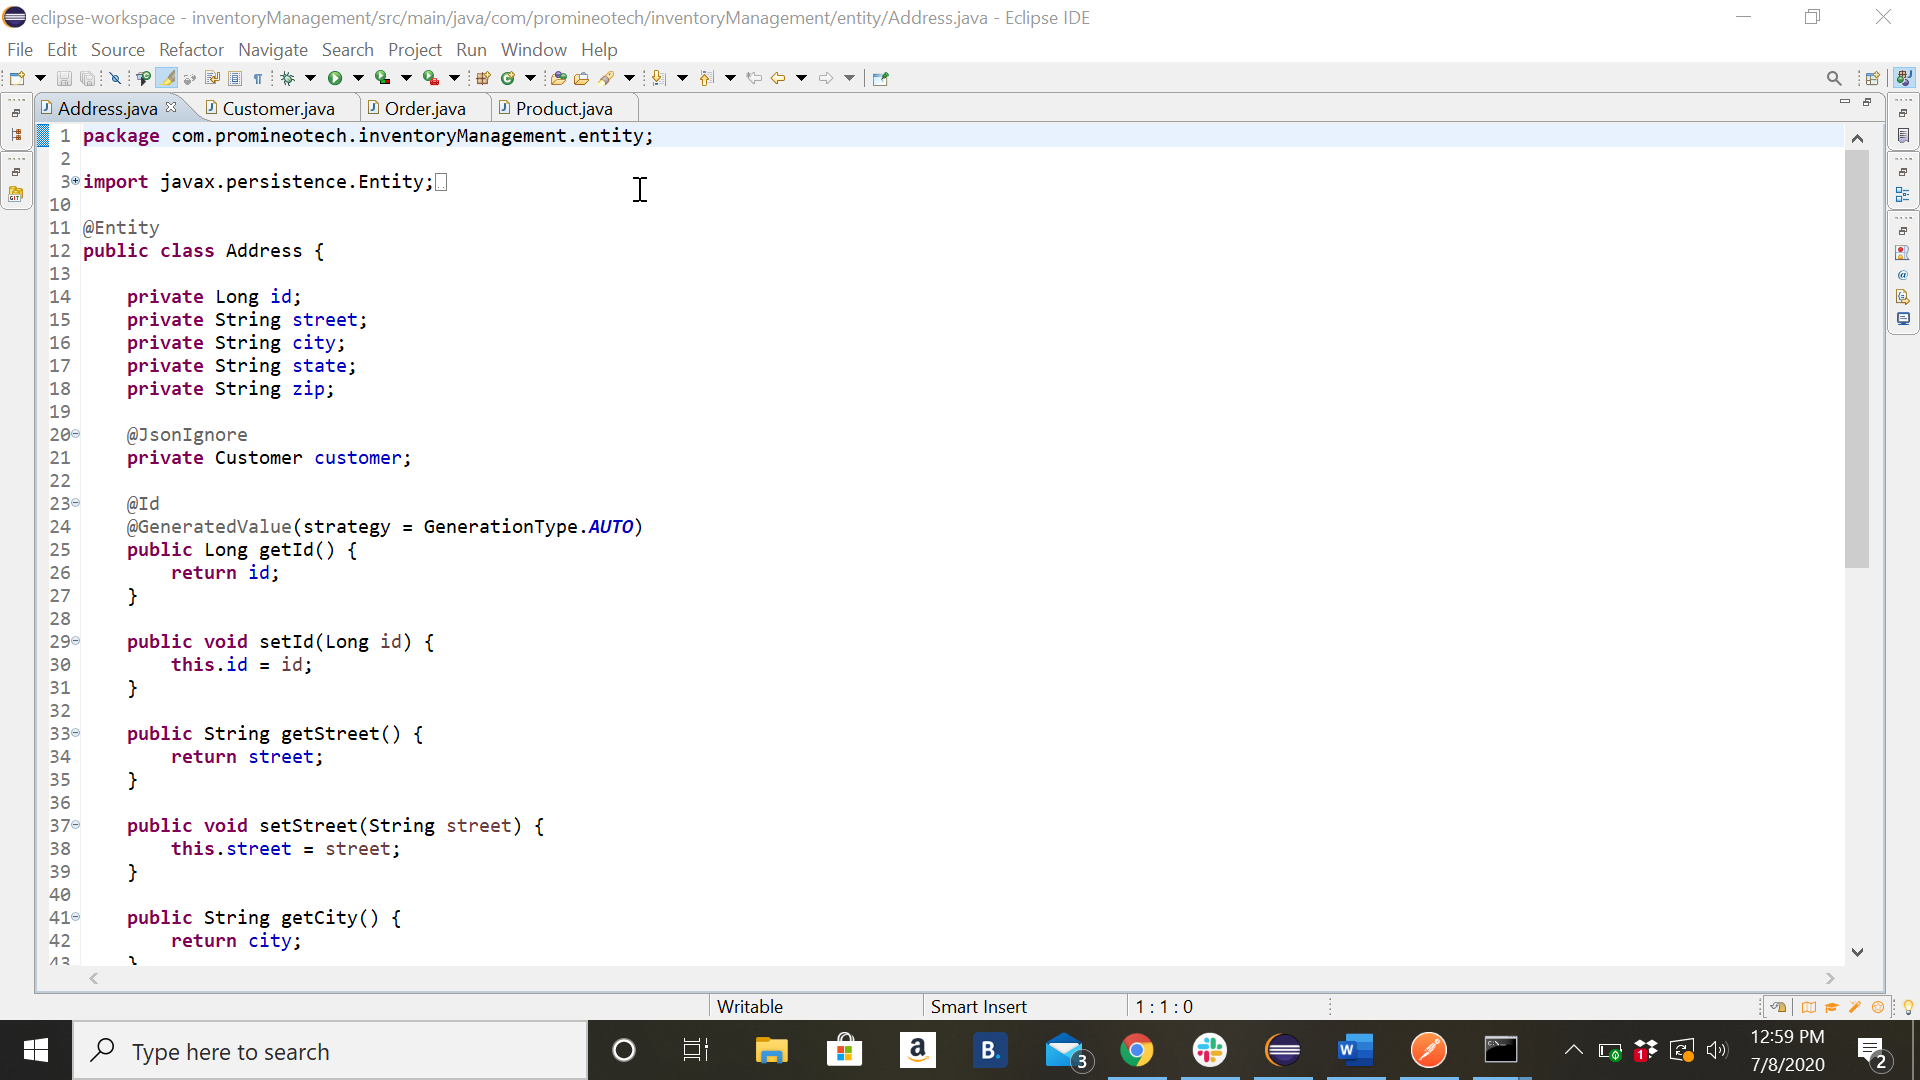 eclipse-workspace - inventoryManagement/src/main/java/com/promineotech/inventoryManagement/entity/Address.java - Eclipse IDE
File Edit Source Refactor Navigate Search Project Run Window Help
Address.java Customer.java Order.java Product.java
1 package com.promineotech.inventoryManagement.entity;
2
3 import javax.persistence.Entity;
10
11 @Entity
12 public class Address {
13
14 private Long id;
15 private String street;
16 private String city;
17 private String state;
18 private String zip;
19
20 @JsonIgnore
21 private Customer customer;
22
23 @Id
24 @GeneratedValue(strategy = GenerationType.AUTO)
25 public Long getId() {
26 return id;
27 }
28
29 public void setId(Long id) {
30 this.id = id;
31 }
32
33 public String getStreet() {
34 return street;
35 }
36
37 public void setStreet(String street) {
38 this.street = street;
39 }
40
41 public String getCity() {
42 return city;
43 }
Writable Smart Insert 1 : 1 : 0
Type here to search
a
B.
3
W
1
12:59 PM
7/8/2020
2